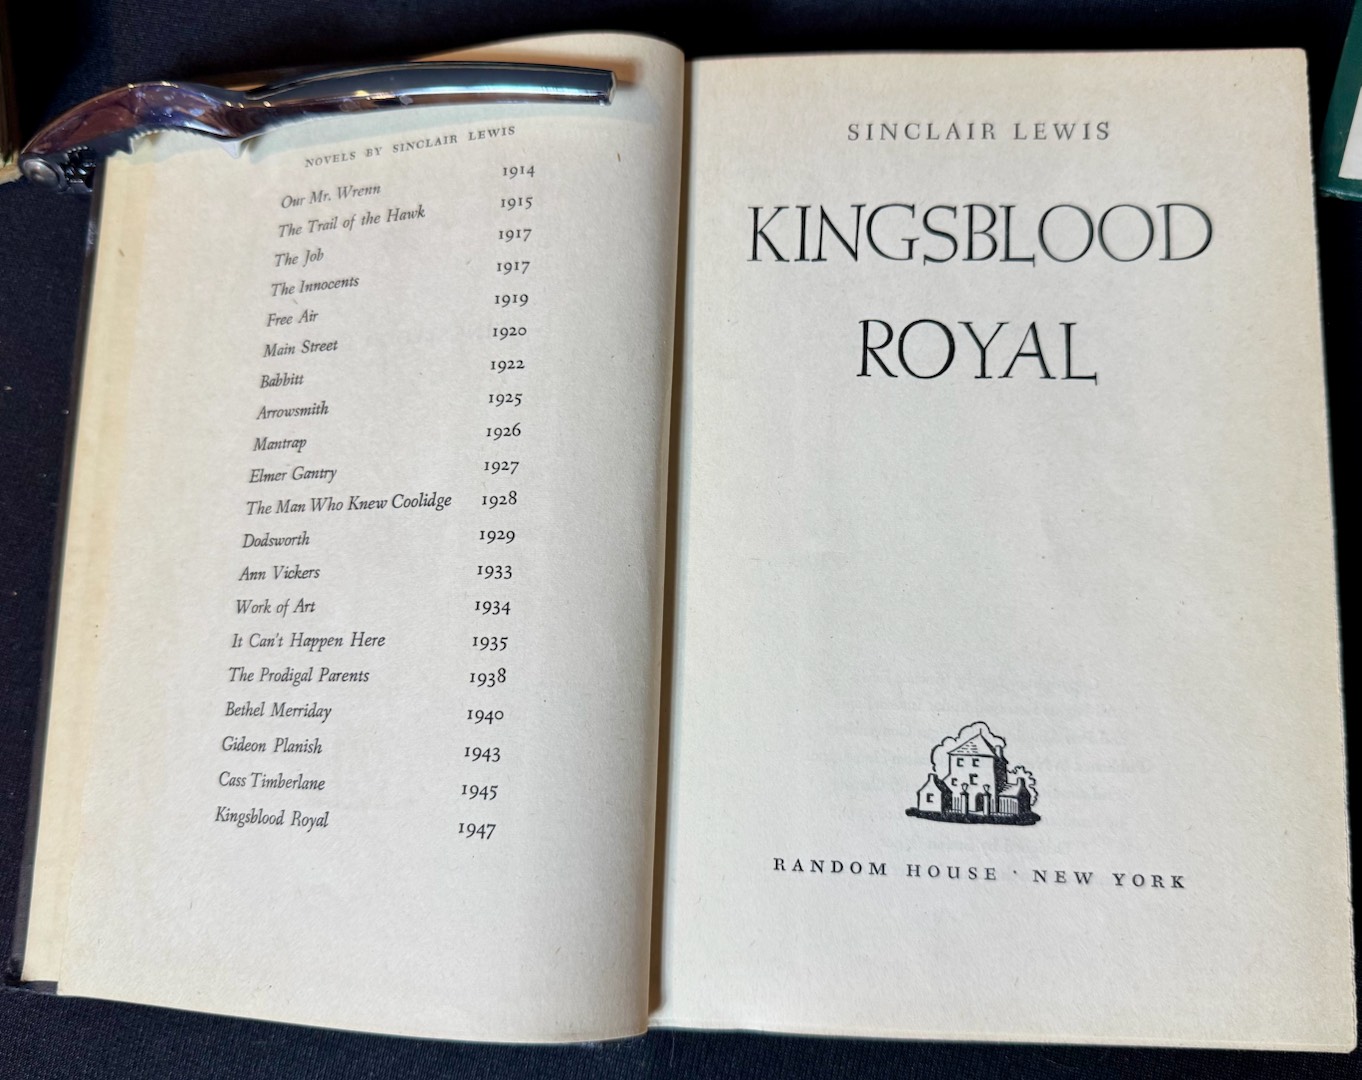 NOVELS BY SINCLAIR LEWIS
Our Mr. Wrenn 1914
The Trail of the Hawk 1915
The Job 1917
The Innocents 1917
Free Air 1919
Main Street 1920
Babbitt 1922
Arrowsmith 1925
Mantrap 1926
Elmer Gantry 1927
The Man Who Knew Coolidge 1928
Dodsworth 1929
Ann Vickers 1933
Work of Art 1934
It Can't Happen Here 1935
The Prodigal Parents 1938
Bethel Merriday 1940
Gideon Planish 1943
Cass Timberlane 1945
Kingsblood Royal 1947
SINCLAIR LEWIS
KINGSBLOOD
ROYAL
RANDOM HOUSE · NEW YORK